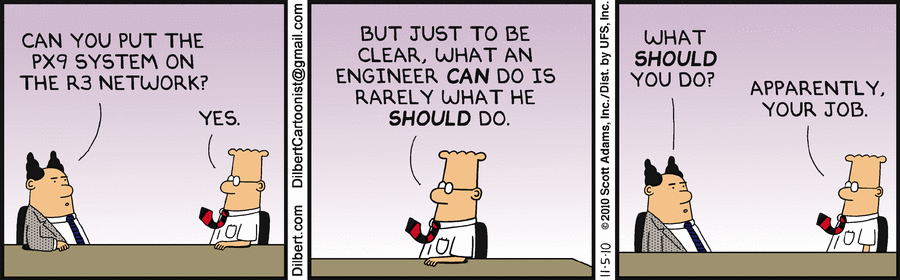 CAN YOU PUT THE
PX9 SYSTEM ON
THE R3 NETWORK?
YES.
Dilbert.com DilbertCartoonist@gmail.com
BUT JUST TO BE
CLEAR, WHAT AN
ENGINEER CAN DO IS
RARELY WHAT HE
SHOULD DO.
11-5-10 © 2010 Scott Adams, Inc./Dist. by UFS, Inc.
WHAT
SHOULD
YOU DO?
APPARENTLY,
YOUR JOB.